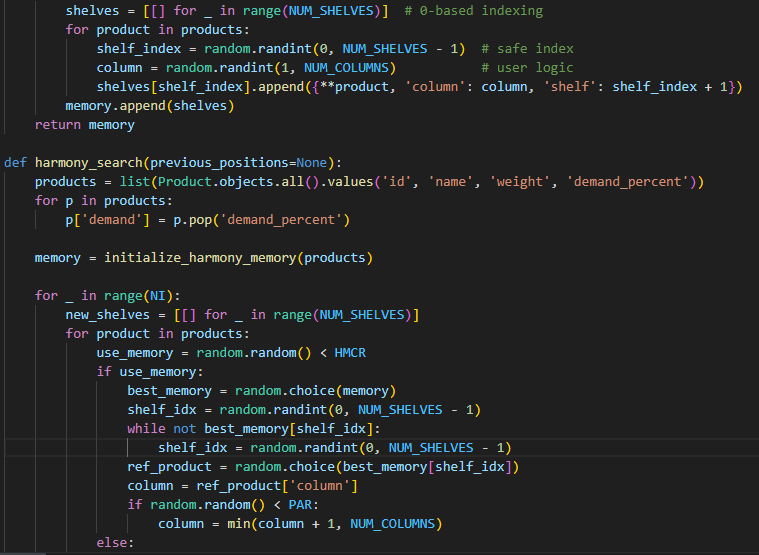 shelves = [[] for _ in range(NUM_SHELVES)]  # 0-based indexing
for product in products:
shelf_index = random.randint(0, NUM_SHELVES - 1)  # safe index
column = random.randint(1, NUM_COLUMNS)           # user logic
shelves[shelf_index].append({**product, 'column': column, 'shelf': shelf_index + 1})
memory.append(shelves)
return memory
def harmony_search(previous_positions=None):
products = list(Product.objects.all().values('id', 'name', 'weight', 'demand_percent'))
for p in products:
p['demand'] = p.pop('demand_percent')
memory = initialize_harmony_memory(products)
for _ in range(NI):
new_shelves = [[] for _ in range(NUM_SHELVES)]
for product in products:
use_memory = random.random() < HMCR
if use_memory:
best_memory = random.choice(memory)
shelf_idx = random.randint(0, NUM_SHELVES - 1)
while not best_memory[shelf_idx]:
shelf_idx = random.randint(0, NUM_SHELVES - 1)
ref_product = random.choice(best_memory[shelf_idx])
column = ref_product['column']
if random.random() < PAR:
column = min(column + 1, NUM_COLUMNS)
else: